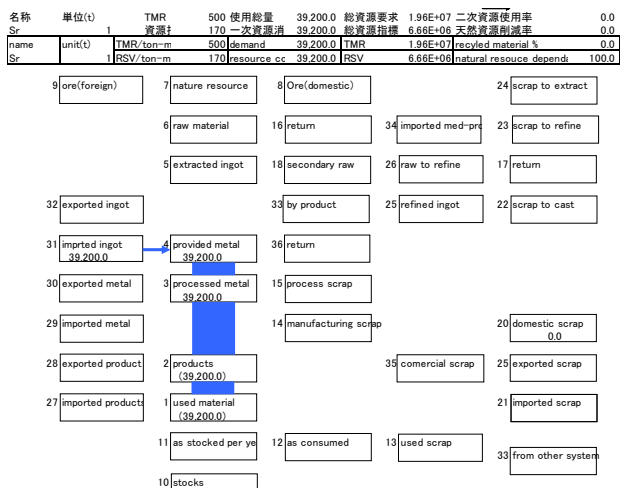 名称 単位(t) TMR 500 使用総量 39,200.0 総資源要求 1.96E+07 二次資源使用率 0.0
Sr 1 資源 170 一次資源消 39,200.0 総資源指標 6.66E+06 天然資源削減率 0.0
name unit(t) TMR/ton-m 500 demand 39,200.0 TMR 1.96E+07 recyled material % 0.0
Sr 1 RSV/ton-m 170 resource cc 39,200.0 RSV 6.66E+06 natural resouce depend 100.0
9 ore(foreign) 7 nature resource 8 Ore(domestic) 24 scrap to extract
6 raw material 16 return 34 imported med-pro 23 scrap to refine
5 extracted ingot 18 secondary raw 26 raw to refine 17 return
32 exported ingot 33 by product 25 refined ingot 22 scrap to cast
31 imprted ingot 4 provided metal 36 return
39,200.0 39,200.0
30 exported metal 3 processed metal 15 process scrap
39,200.0
29 imported metal 14 manufacturing scrap 20 domestic scrap
0.0
28 exported product 2 products 35 comercial scrap 25 exported scrap
(39,200.0)
27 imported products 1 used material 21 imported scrap
(39,200.0)
11 as stocked per ye 12 as consumed 13 used scrap
33 from other system
10 stocks